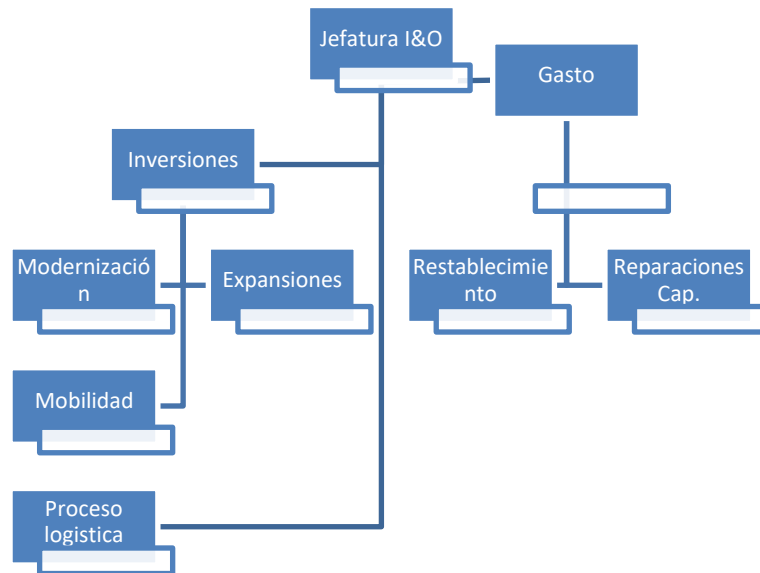 Jefatura I&O
Gasto
Inversiones
Modernizació
n
Expansiones
Restablecimie
nto
Reparaciones
Cap.
Mobilidad
Proceso
logistica